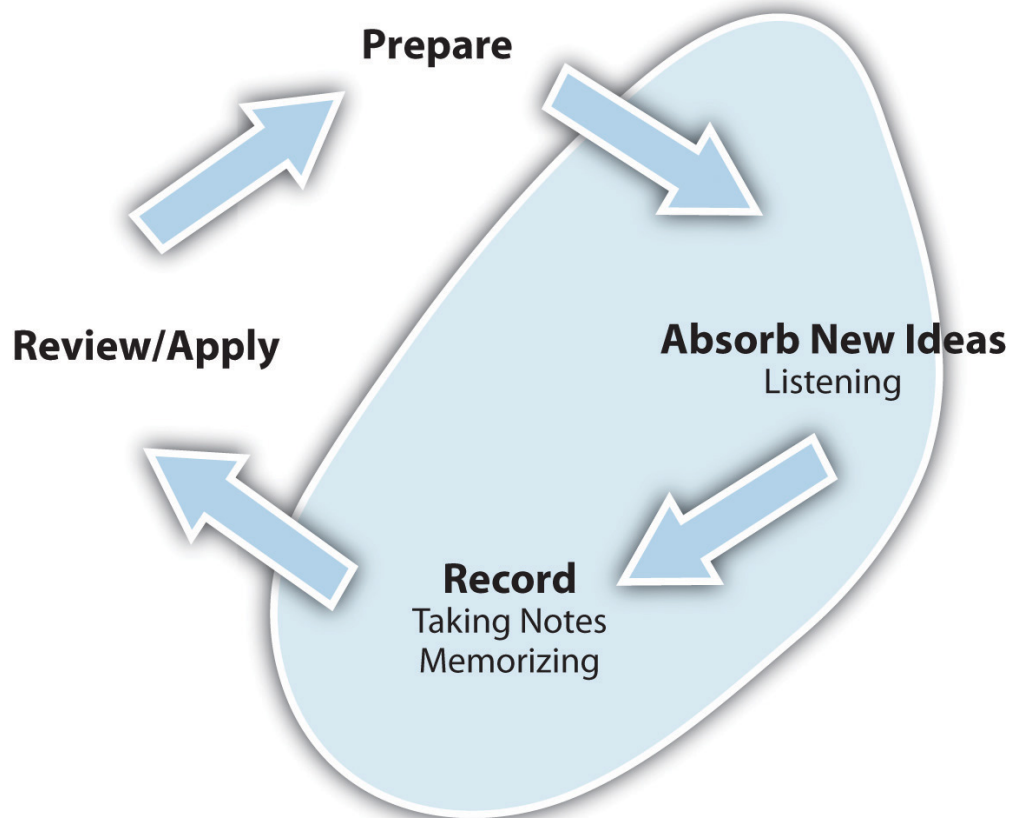 Prepare
Absorb New Ideas
Listening
Record
Taking Notes
Memorizing
Review/Apply